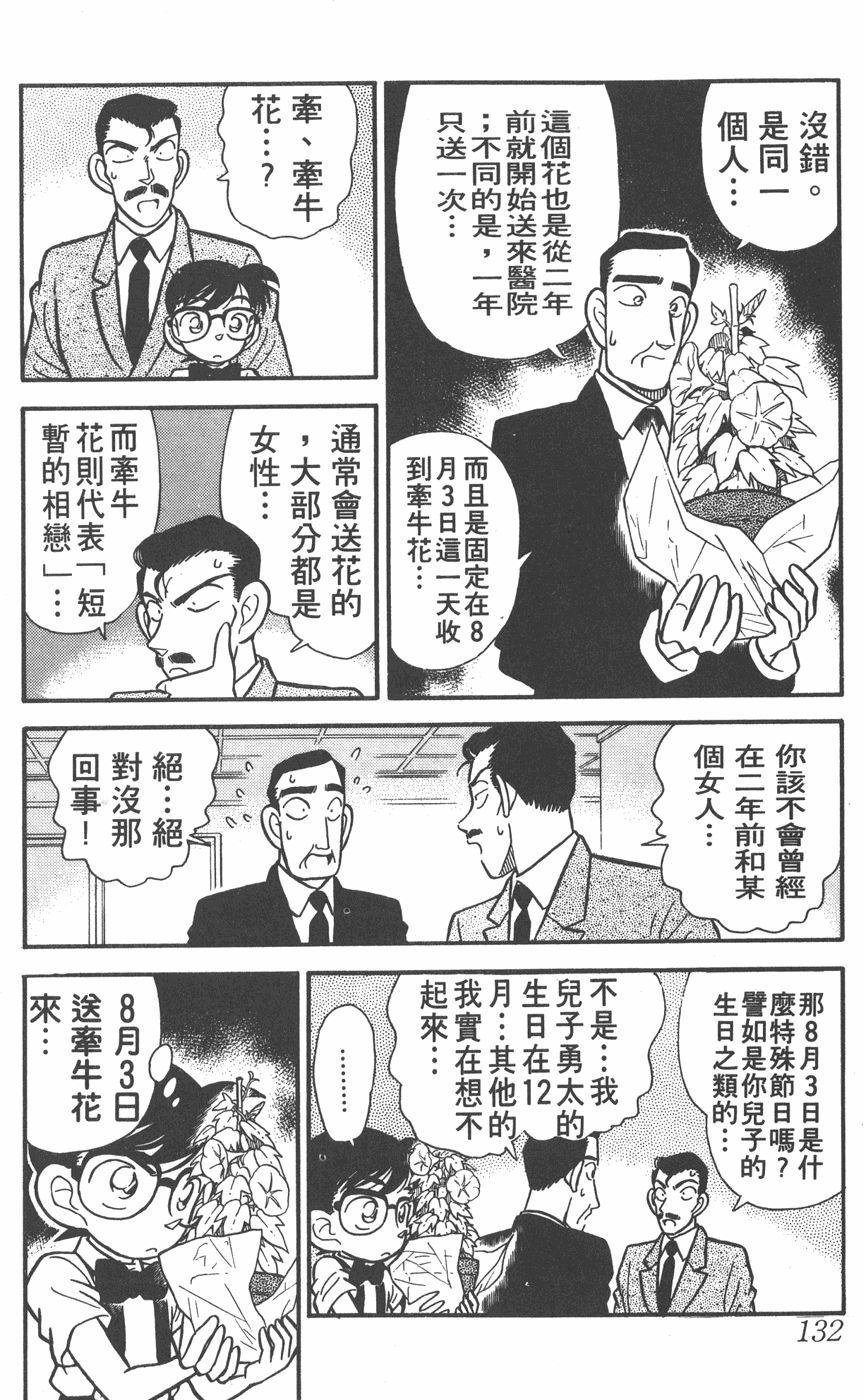 沒錯。
是同一
個人…
這個花也是從二年
前就開始送來醫院
；不同的是，一年
只送一次…
而且是固定在8
月3日這一天收
到牽牛花…
牽、牽牛
花…？
通常會送花的
，大部分都是
女性…
而牽牛
花則代表「短
暫的相戀」…
你該不會曾經
在二年前和某
個女人…
絕…絕
對沒那
回事！
那8月3日是什
麼特殊節日嗎？
譬如是你兒子的
生日之類的…
不是…我
兒子勇太的
生日在12
月…其他的
我實在想不
起來…
………
8月3日
送牽牛花
來…
132